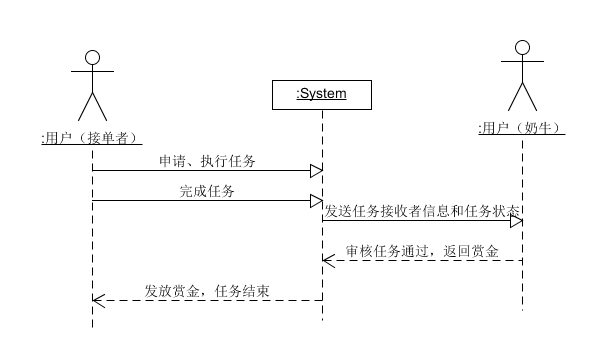 :System
:用户（接单者）
:用户（奶牛）
申请、执行任务
完成任务
发送任务接收者信息和任务状态
审核任务通过，返回赏金
发放赏金，任务结束